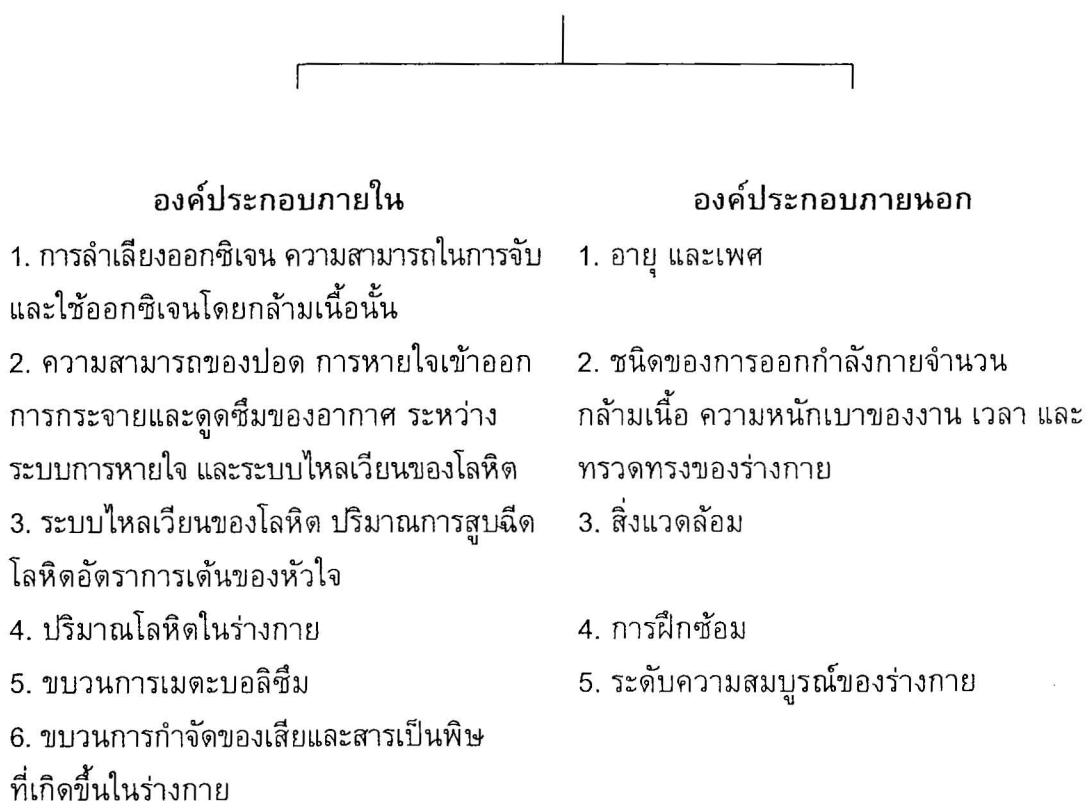 องค์ประกอบภายใน
1. การลำเลียงออกซิเจน ความสามารถในการจับ
และใช้ออกซิเจนโดยกล้ามเนื้อนั้น
2. ความสามารถของปอด การหายใจเข้าออก
การกระจายและดูดซึมของอากาศ ระหว่าง
ระบบการหายใจ และระบบไหลเวียนของโลหิต
3. ระบบไหลเวียนของโลหิต ปริมาณการสูบฉีด
โลหิตอัตราการเต้นของหัวใจ
4. ปริมาณโลหิตในร่างกาย
5. ขบวนการเมตะบอลิซึม
6. ขบวนการกำจัดของเสียและสารเป็นพิษ
ที่เกิดขึ้นในร่างกาย
องค์ประกอบภายนอก
1. อายุ และเพศ
2. ชนิดของการออกกำลังกายจำนวน
กล้ามเนื้อ ความหนักเบาของงาน เวลา และ
ทรวดทรงของร่างกาย
3. สิ่งแวดล้อม
4. การฝึกซ้อม
5. ระดับความสมบูรณ์ของร่างกาย